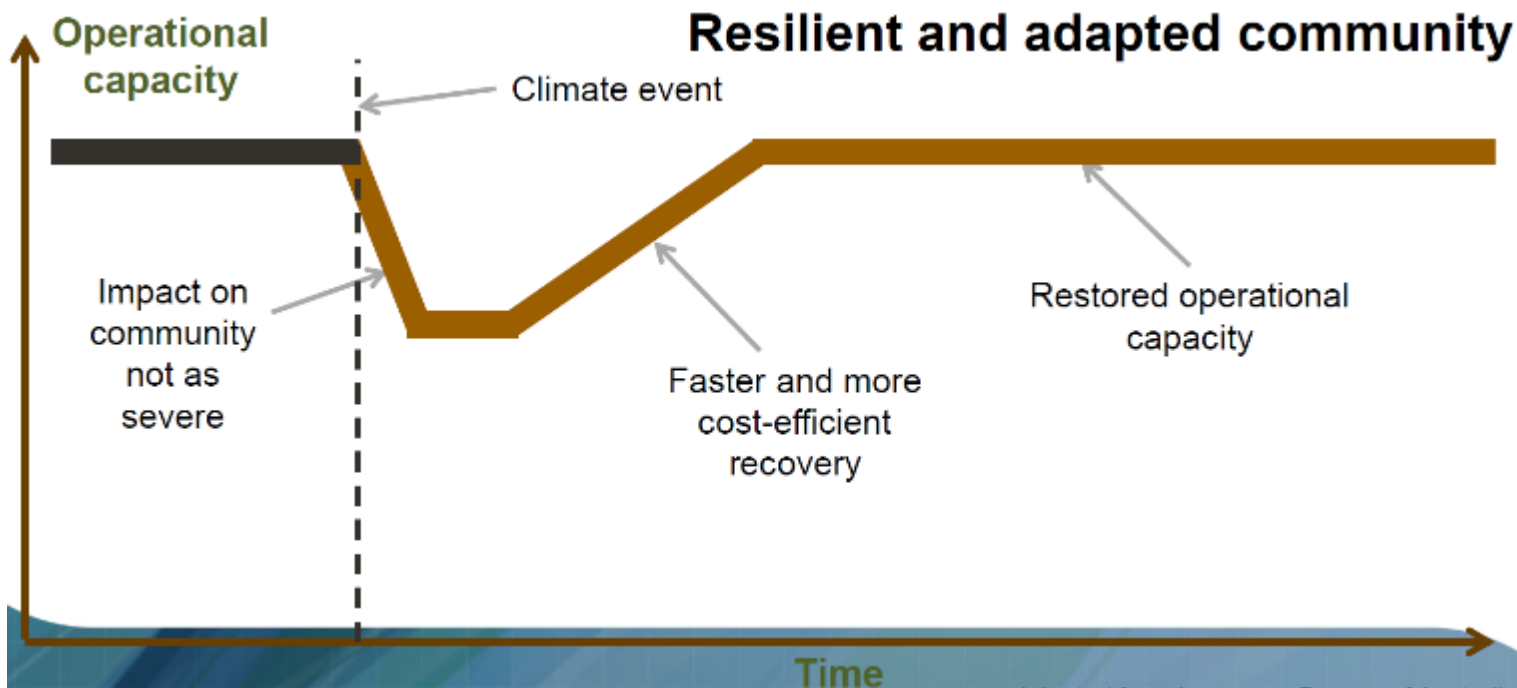 Operational
capacity
Resilient and adapted community
Climate event
Impact on
community
not as
severe
Faster and more
cost-efficient
recovery
Restored operational
capacity
Time